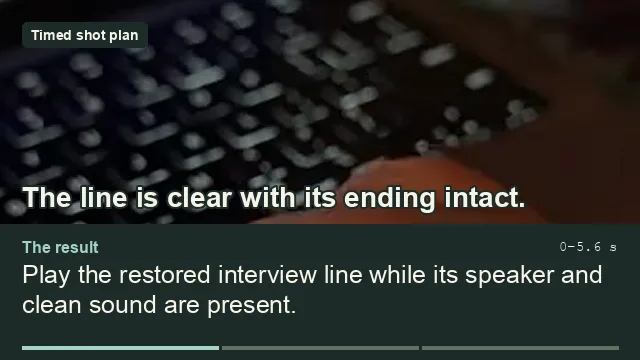 Timed shot plan
The line is clear with its ending intact.
The result
0–5.6 s
Play the restored interview line while its speaker and
clean sound are present.